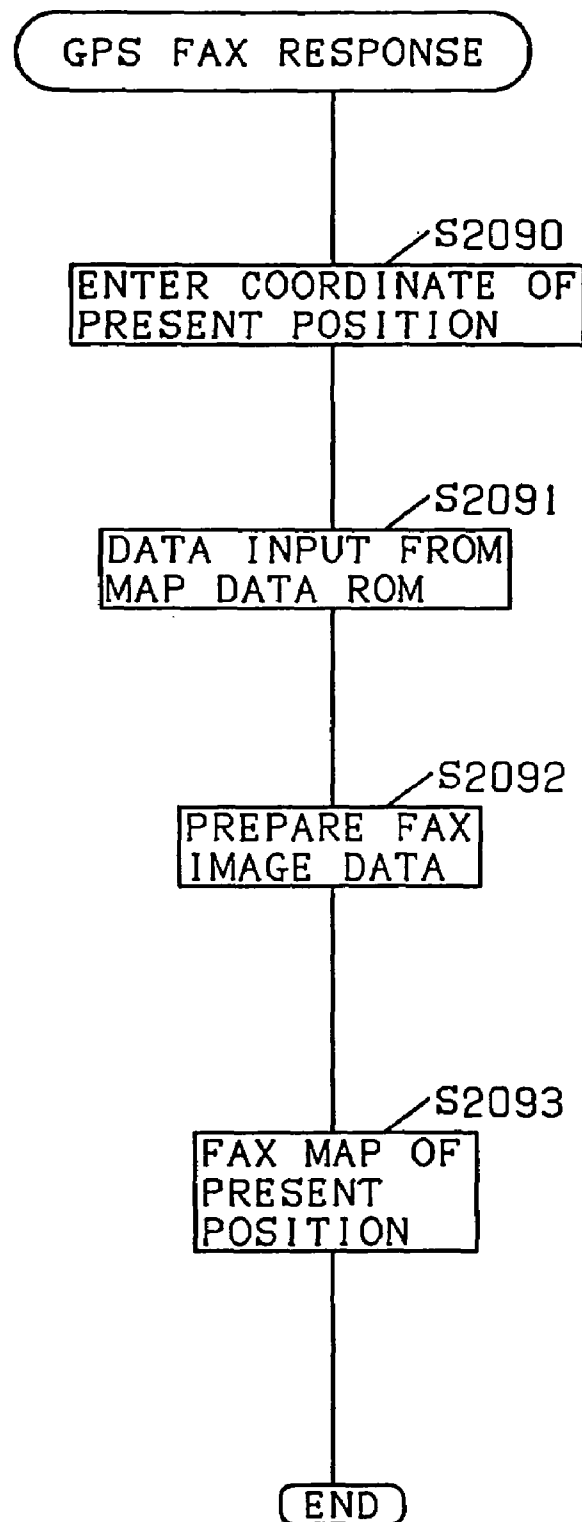 GPS FAX RESPONSE
S2090
ENTER COORDINATE OF
PRESENT POSITION
S2091
DATA INPUT FROM
MAP DATA ROM
S2092
PREPARE FAX
IMAGE DATA
S2093
FAX MAP OF
PRESENT
POSITION
END